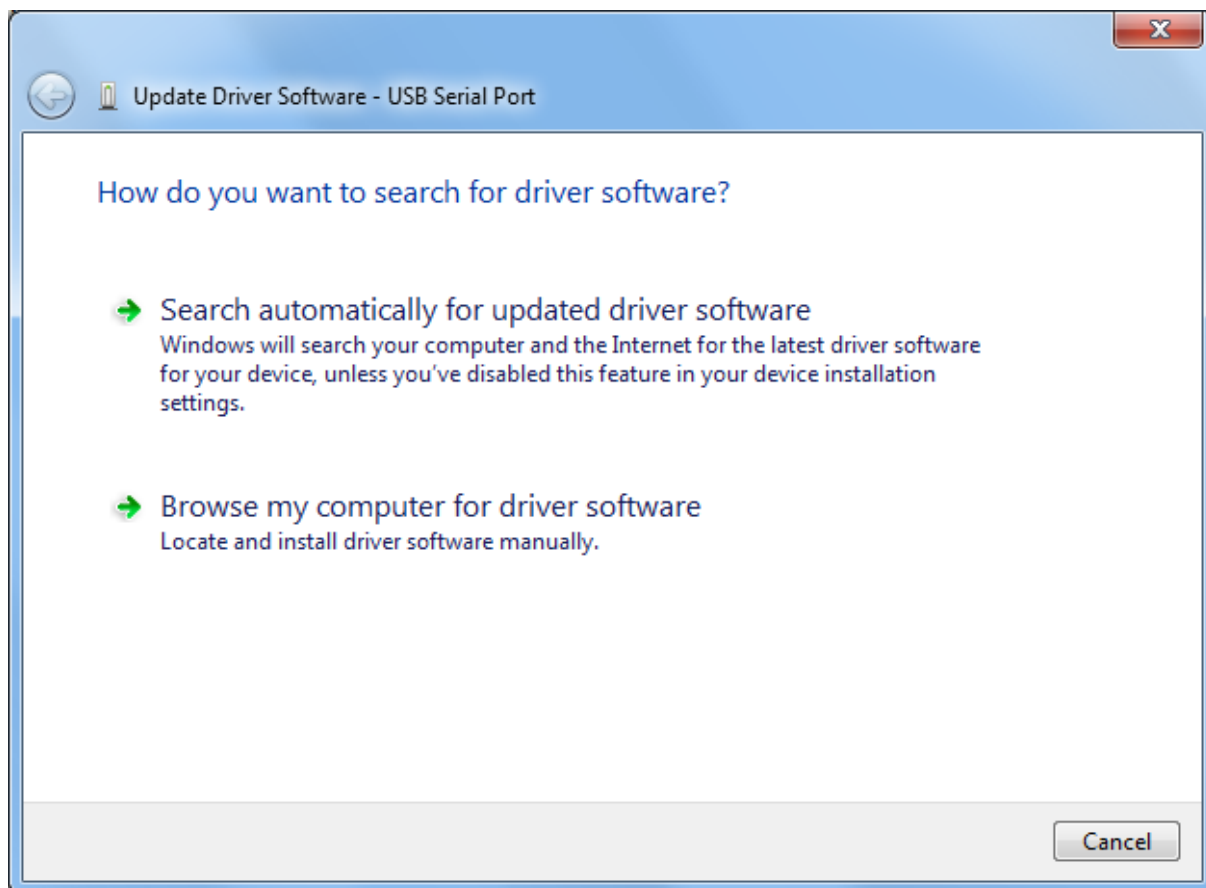 Update Driver Software - USB Serial Port
How do you want to search for driver software?
Search automatically for updated driver software
Windows will search your computer and the Internet for the latest driver software
for your device, unless you've disabled this feature in your device installation
settings.
Browse my computer for driver software
Locate and install driver software manually.
Cancel